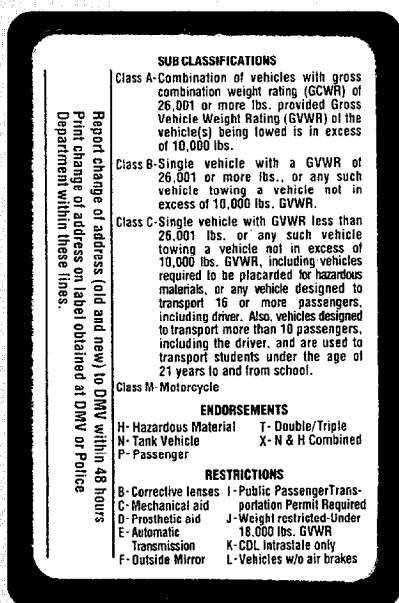 SUB CLASSIFICATIONS
Class A-Combination of vehicles with gross
combination weight rating (GCWR) of
26,001 or more lbs. provided Gross
Vehicle Weight Rating (GVWR) of the
vehicle(s) being towed is in excess
of 10,000 lbs.
Class B-Single vehicle with a GVWR of
26,001 or more lbs., or any such
vehicle towing a vehicle not in
excess of 10,000 lbs. GVWR.
Class C-Single vehicle with GVWR less than
26,001 lbs. or any such vehicle
towing a vehicle not in excess of
10,000 lbs. GVWR, including vehicles
required to be placarded for hazardous
materials, or any vehicle designed to
transport 16 or more passengers,
including driver. Also, vehicles designed
to transport more than 10 passengers,
including the driver, and are used to
transport students under the age of
21 years to and from school.
Class M-Motorcycle
ENDORSEMENTS
H- Hazardous Material T- Double/Triple
N- Tank Vehicle X- N & H Combined
P- Passenger
RESTRICTIONS
B- Corrective lenses I - Public PassengerTrans-
C- Mechanical aid portation Permit Required
D- Prosthetic aid J- Weight restricted-Under
E- Automatic 18,000 lbs. GVWR
Transmission K- CDL Intrastate only
F- Outside Mirror L- Vehicles w/o air brakes
Report change of address (old and new) to DMV within 48 hours
Print change of address on label obtained at DMV or Police
Department within these lines.